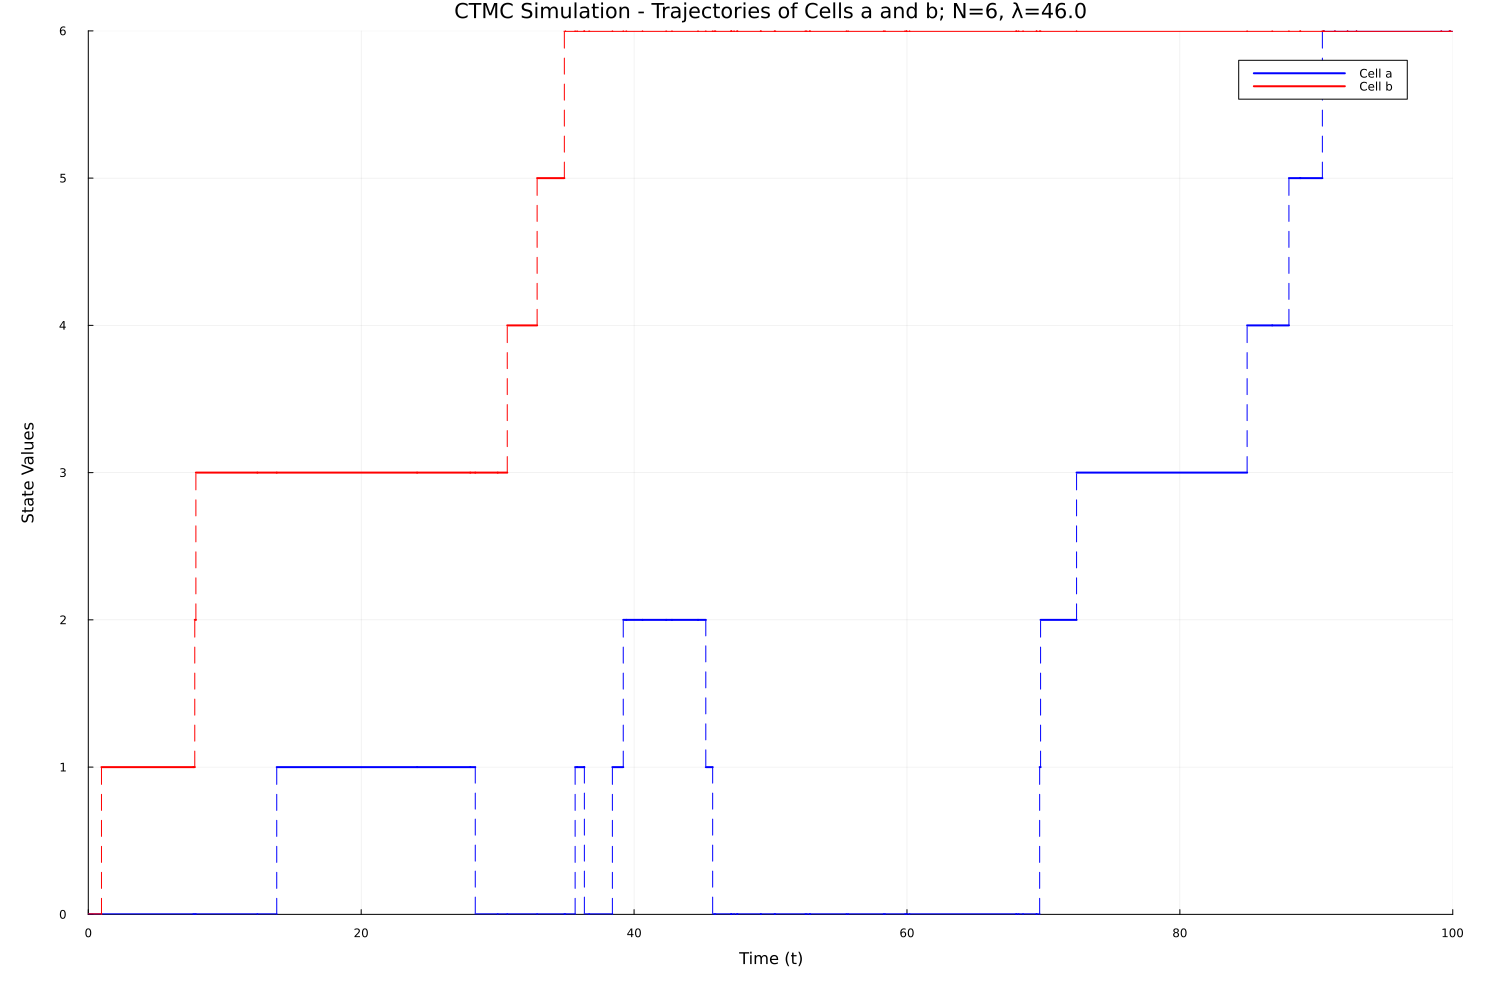 CTMC Simulation - Trajectories of Cells a and b; N=6, λ=46.0
6
Cell a
Cell b
5
4
State Values
3
2
1
0
0 20 40 60 80 100
Time (t)